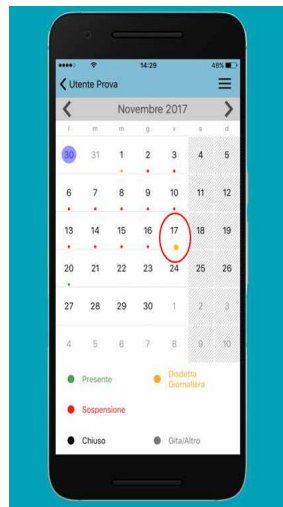 14:29 48%
Utente Prova
Novembre 2017
l m m g v s d
30 31 1 2 3 4 5
6 7 8 9 10 11 12
13 14 15 16 17 18 19
20 21 22 23 24 25 26
27 28 29 30 1 2 3
4 5 6 7 8 9 10
Presente
Disdetta
Giornaliera
Sospensione
Chiuso
Gita/Altro